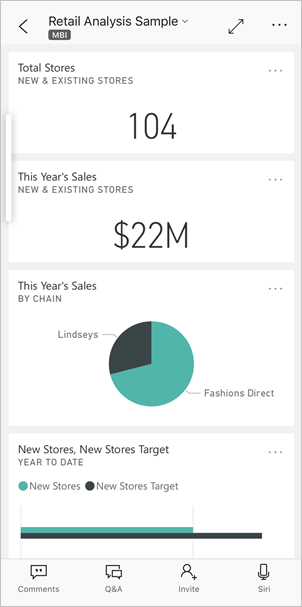 Retail Analysis Sample
MBI
Total Stores
NEW & EXISTING STORES
104
This Year's Sales
NEW & EXISTING STORES
$22M
This Year's Sales
BY CHAIN
Lindseys
Fashions Direct
New Stores, New Stores Target
YEAR TO DATE
New Stores New Stores Target
Comments Q&A Invite Siri